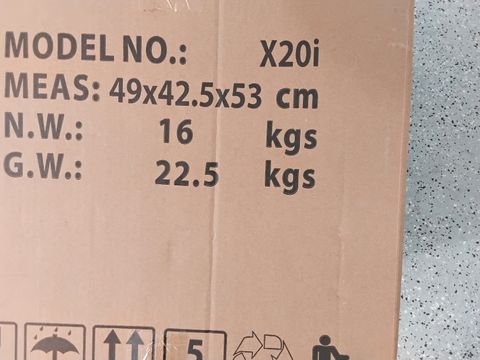 MODEL NO.: X20i
MEAS: 49x42.5x53 cm
N.W.: 16 kgs
G.W.: 22.5 kgs
5